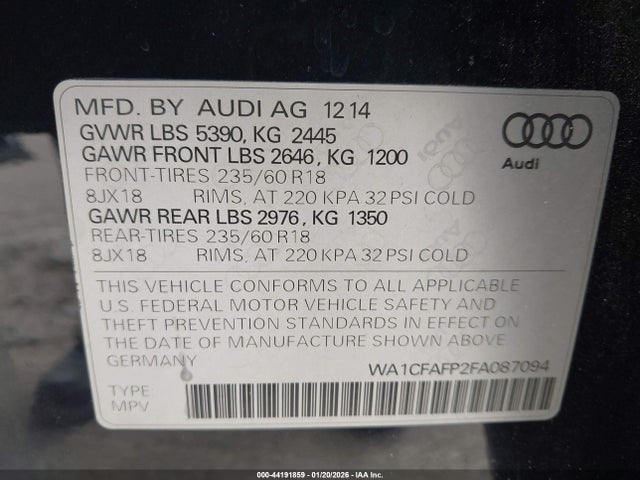 MFD. BY AUDI AG 12 14
GVWR LBS 5390, KG 2445
GAWR FRONT LBS 2646, KG 1200
FRONT-TIRES 235/60 R18
8JX18 RIMS, AT 220 KPA 32 PSI COLD
GAWR REAR LBS 2976, KG 1350
REAR-TIRES 235/60 R18
8JX18 RIMS, AT 220 KPA 32 PSI COLD
Audi
THIS VEHICLE CONFORMS TO ALL APPLICABLE
U.S. FEDERAL MOTOR VEHICLE SAFETY AND
THEFT PREVENTION STANDARDS IN EFFECT ON
THE DATE OF MANUFACTURE SHOWN ABOVE.
GERMANY
WA1CFAFP2FA087094
TYPE:
MPV
000-44191859 - 01/20/2026 - IAA Inc.